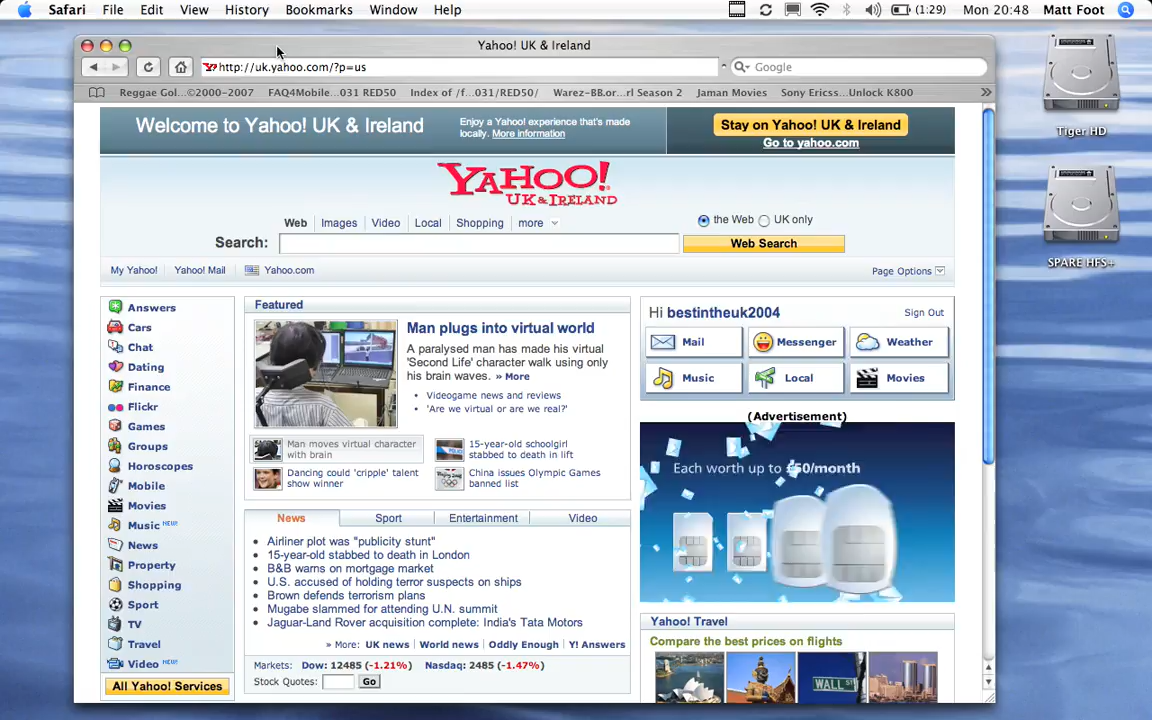 Safari File Edit View History Bookmarks Window Help (1:29) Mon 20:48 Matt Foot
Yahoo! UK & Ireland
http://uk.yahoo.com/?p=us
Google
Reggae Gol...©2000-2007 FAQ4Mobile...031 RED50 Index of /f...031/RED50/ Warez-BB.or...rl Season 2 Jaman Movies Sony Ericss...Unlock K800 »
Welcome to Yahoo! UK & Ireland
Enjoy a Yahoo! experience that's made
locally. More information
Stay on Yahoo! UK & Ireland
Go to yahoo.com
YAHOO!
UK & IRELAND
Web Images Video Local Shopping more
the Web UK only
Search:
Web Search
My Yahoo! Yahoo! Mail Yahoo.com
Page Options
Answers
Cars
Chat
Dating
Finance
Flickr
Games
Groups
Horoscopes
Mobile
Movies
Music NEW!
News
Property
Shopping
Sport
TV
Travel
Video NEW!
All Yahoo! Services
Featured
Man plugs into virtual world
A paralysed man has made his virtual
'Second Life' character walk using only
his brain waves. » More
• Videogame news and reviews
• 'Are we virtual or are we real?'
Man moves virtual character
with brain
15-year-old schoolgirl
stabbed to death in lift
Dancing could 'cripple' talent
show winner
China issues Olympic Games
banned list
News Sport Entertainment Video
• Airliner plot was "publicity stunt"
• 15-year-old stabbed to death in London
• B&B warns on mortgage market
• U.S. accused of holding terror suspects on ships
• Brown defends terrorism plans
• Mugabe slammed for attending U.N. summit
• Jaguar-Land Rover acquisition complete: India's Tata Motors
» More: UK news World news Oddly Enough Y! Answers
Markets: Dow: 12485 (-1.21%) Nasdaq: 2485 (-1.47%)
Stock Quotes: Go
Hi bestintheuk2004 Sign Out
Mail Messenger Weather
Music Local Movies
(Advertisement)
Each worth up to £50/month
Yahoo! Travel
Compare the best prices on flights
WALL ST
Tiger HD
SPARE HFS+